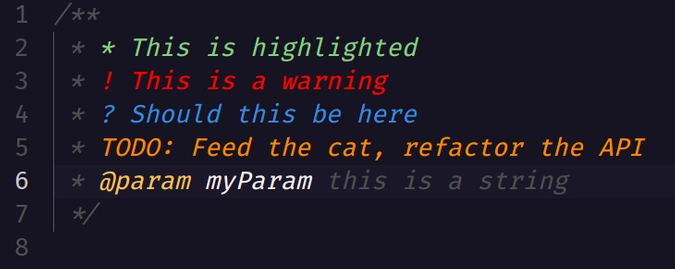 1 /**
2 * * This is highlighted
3 * ! This is a warning
4 * ? Should this be here
5 * TODO: Feed the cat, refactor the API
6 * @param myParam this is a string
7 */
8